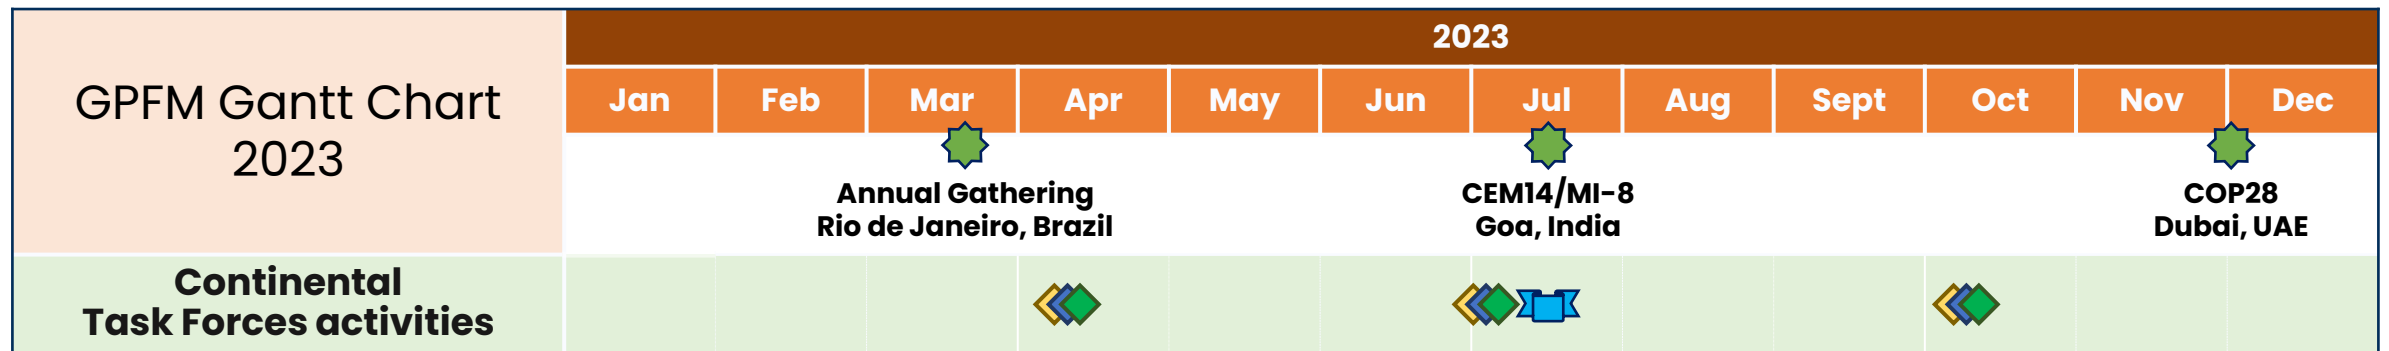 GPFM Gantt Chart
2023
2023
Jan
Feb
Mar
Apr
May
Jun
Jul
Aug
Sept
Oct
Nov
Dec
Annual Gathering
Rio de Janeiro, Brazil
CEM14/MI-8
Goa, India
COP28
Dubai, UAE
Continental
Task Forces activities